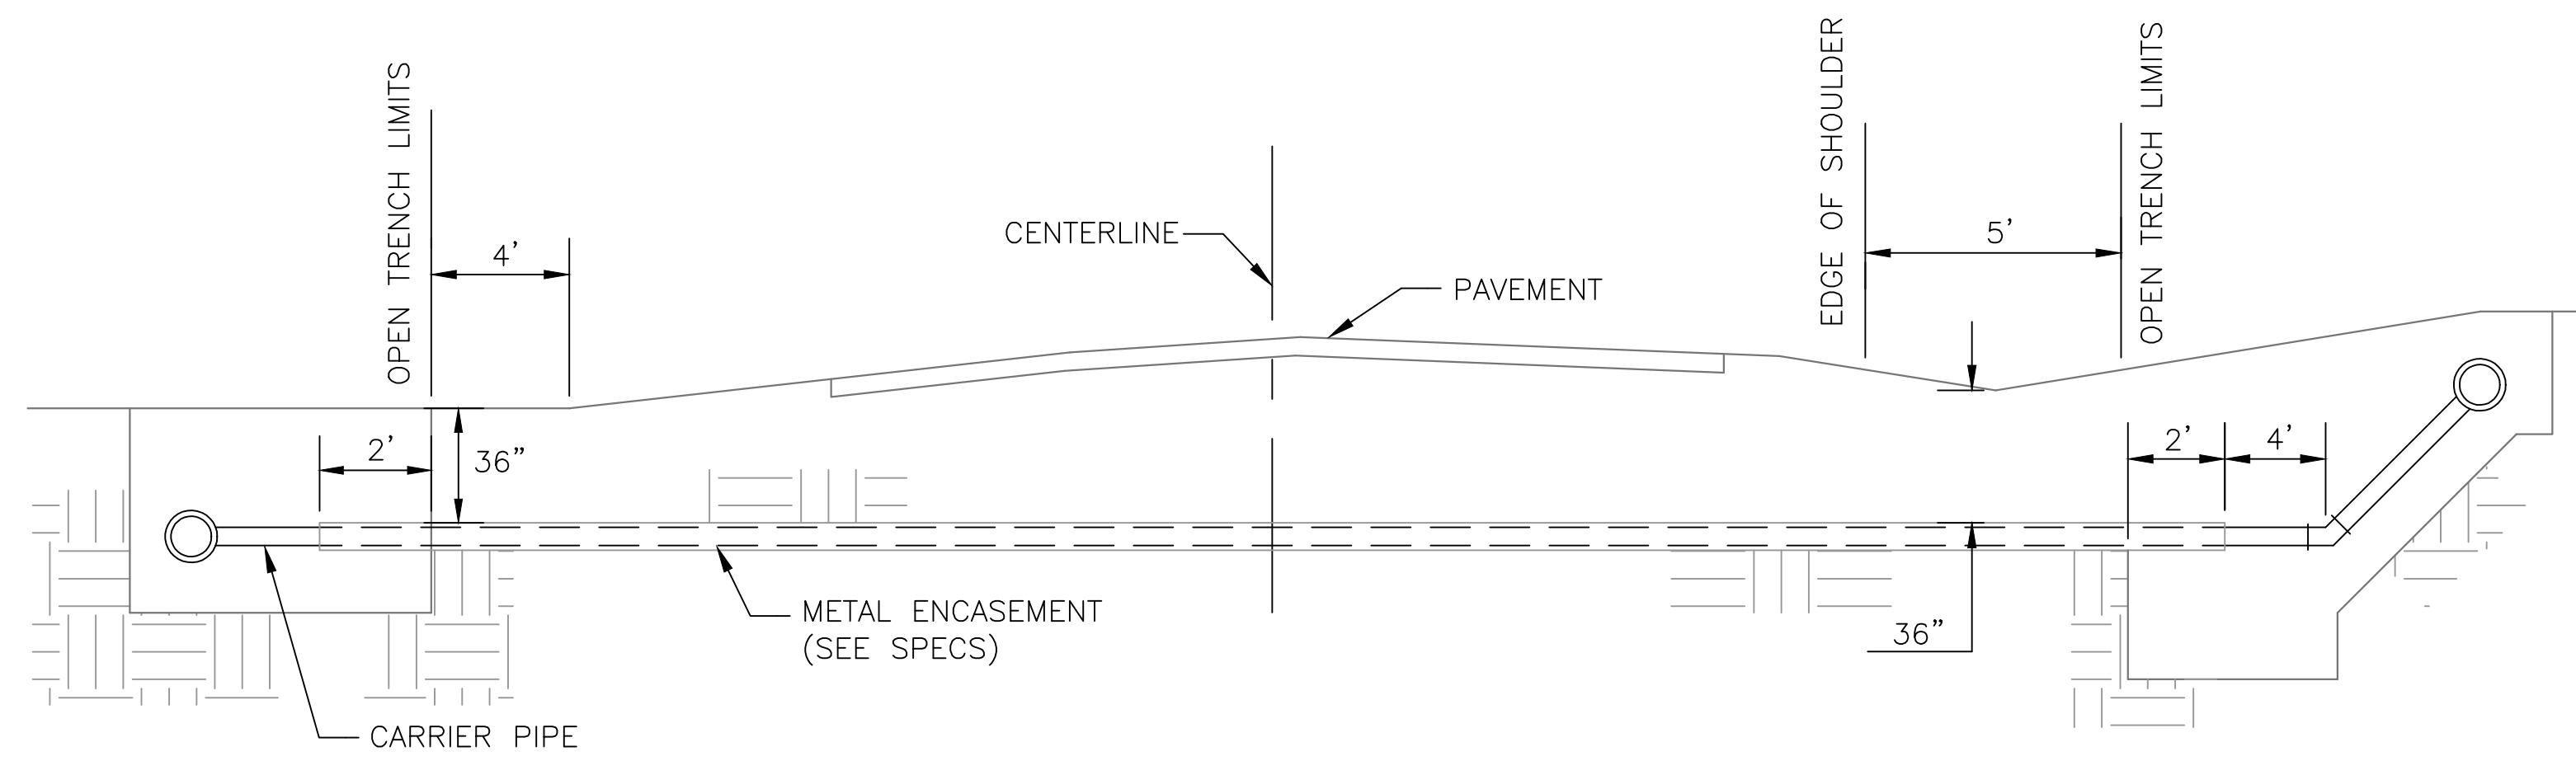 OPEN TRENCH LIMITS
4'
CENTERLINE
PAVEMENT
EDGE OF SHOULDER
5'
OPEN TRENCH LIMITS
2'
36"
2'
4'
METAL ENCASEMENT
(SEE SPECS)
36"
CARRIER PIPE